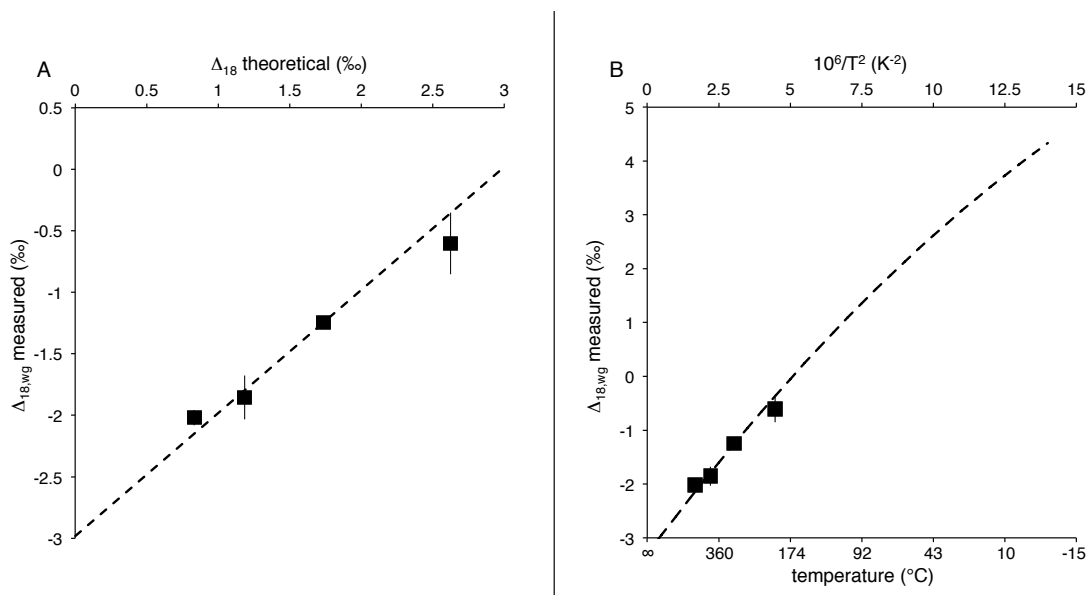 A
Δ18 theoretical (‰)
0 0.5 1 1.5 2 2.5 3
0.5
0
-0.5
-1
-1.5
-2
-2.5
-3
Δ18,wg measured (‰)
B
10^6/T^2 (K^-2)
0 2.5 5 7.5 10 12.5 15
5
4
3
2
1
0
-1
-2
-3
Δ18,wg measured (‰)
∞ 360 174 92 43 10 -15
temperature (°C)